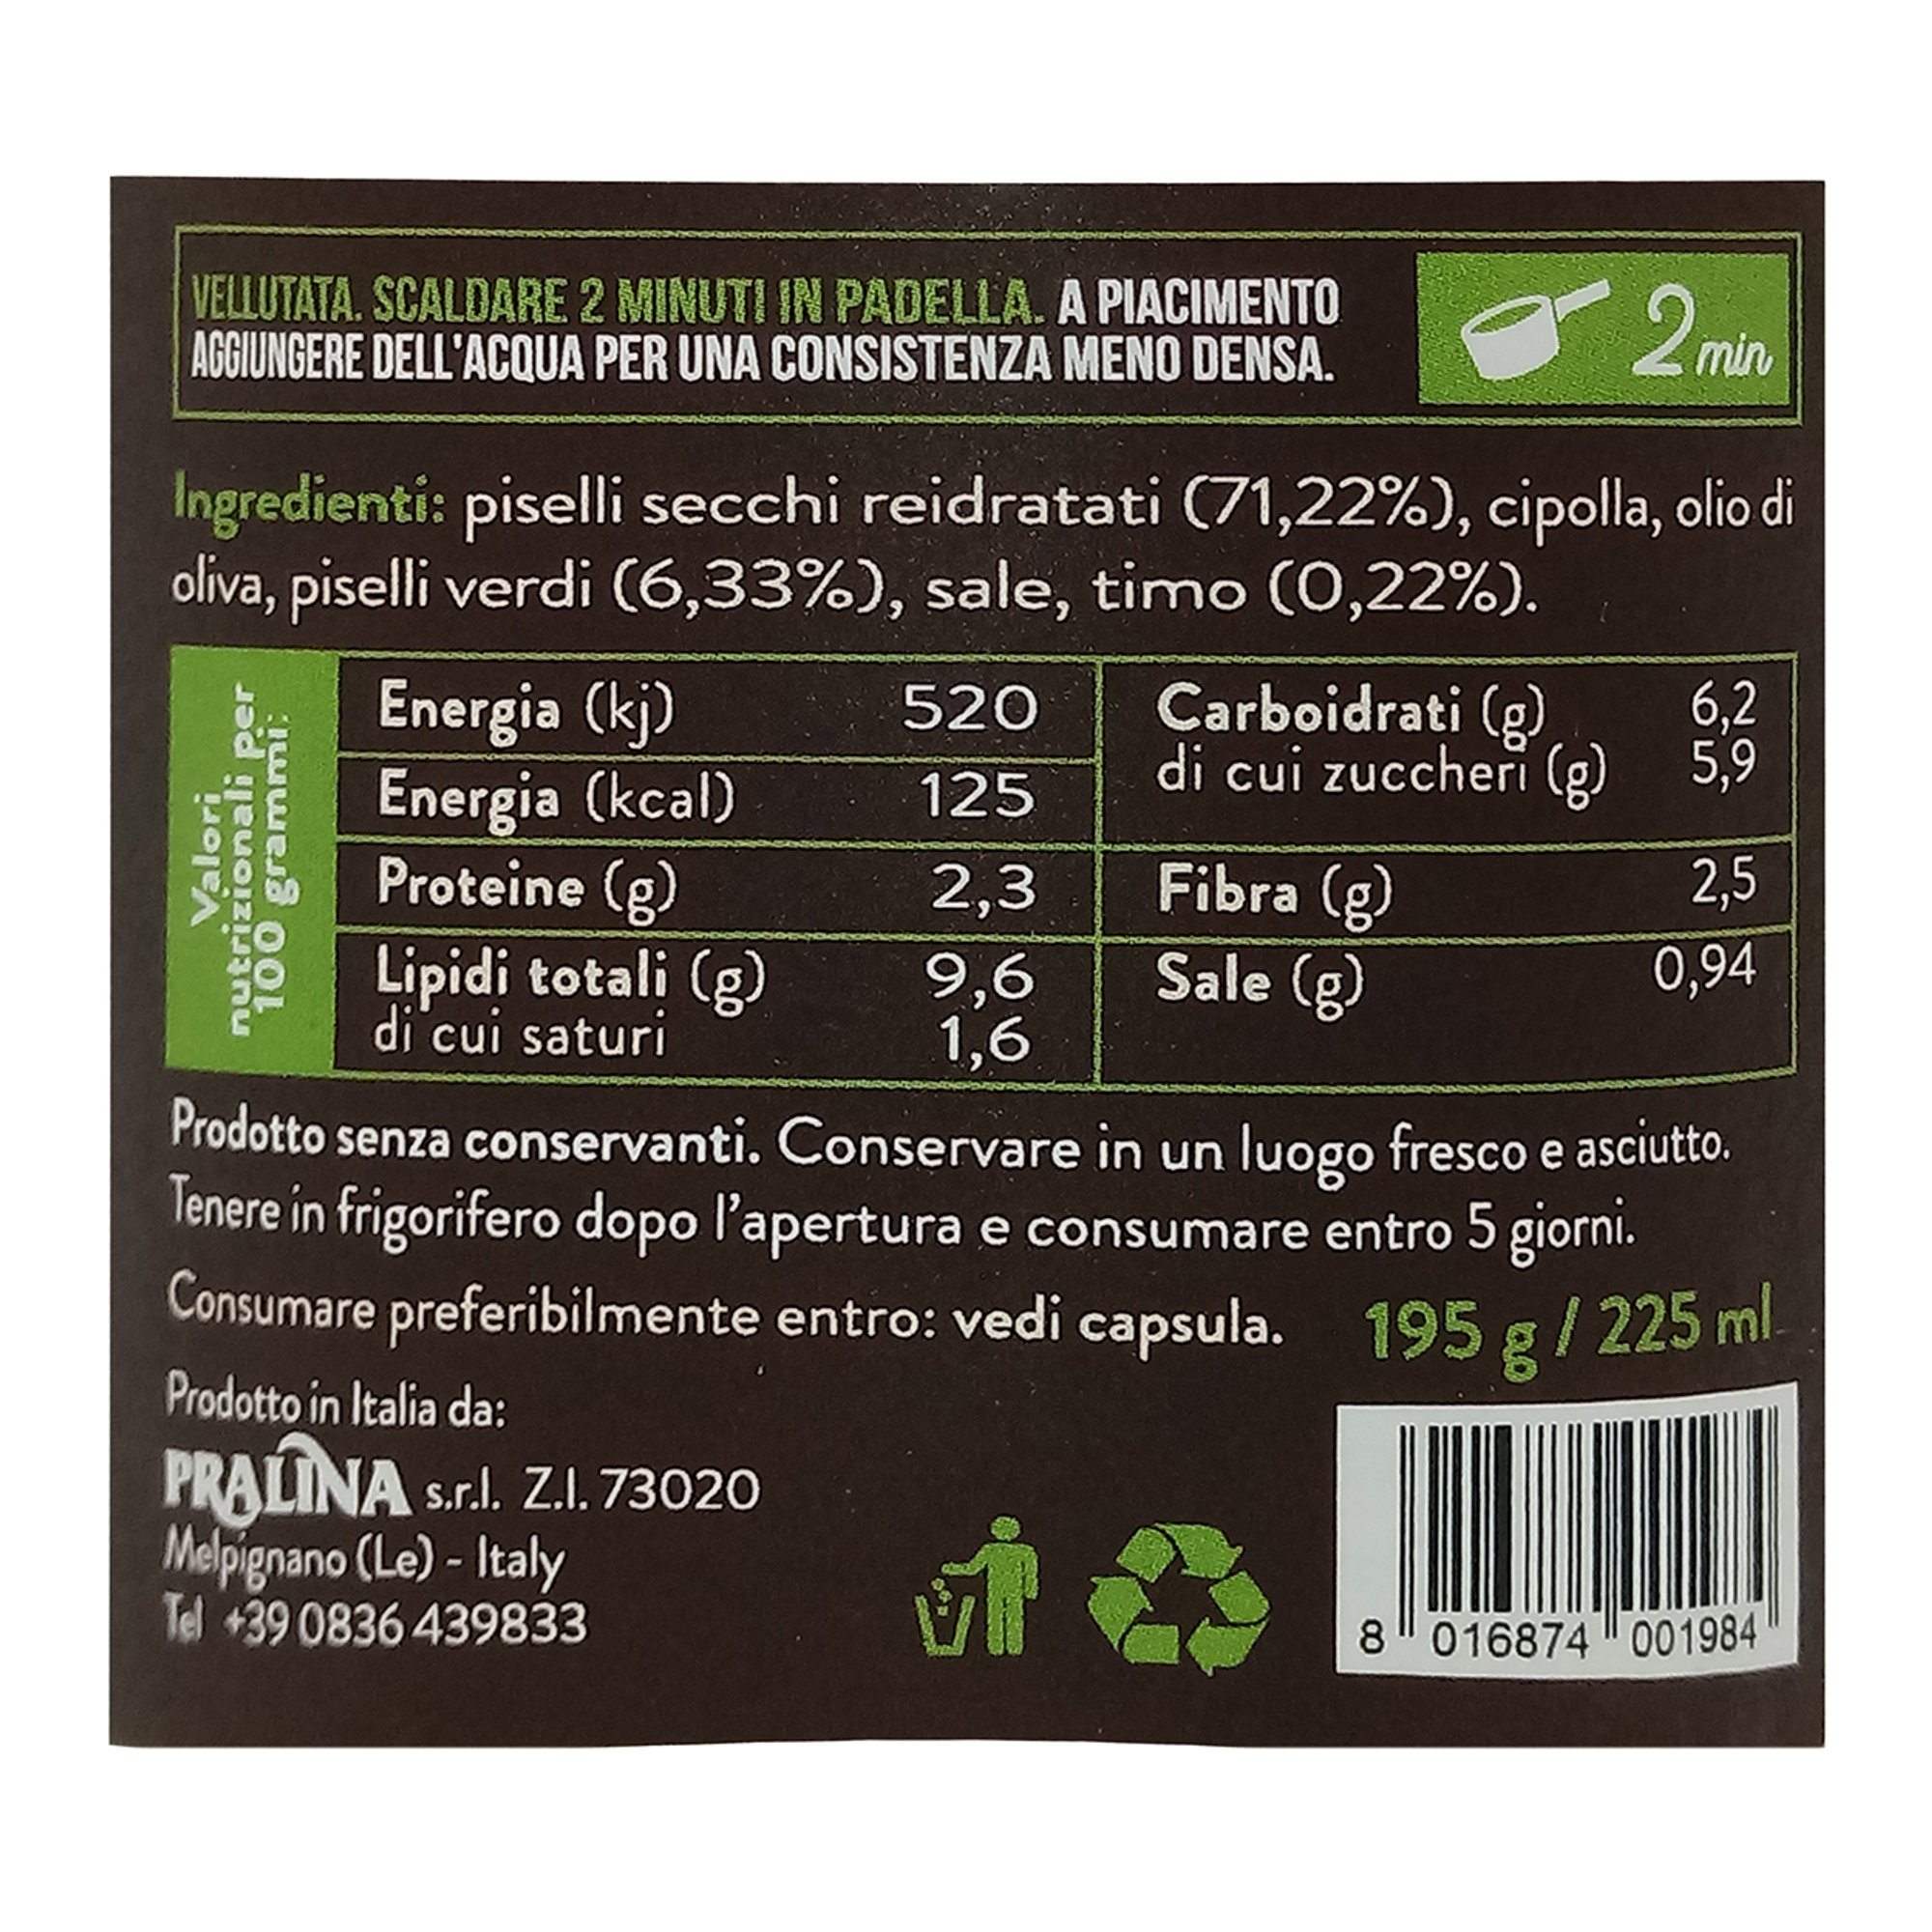 VELLUTATA. SCALDARE 2 MINUTI IN PADELLA. A PIACIMENTO
AGGIUNGERE DELL'ACQUA PER UNA CONSISTENZA MENO DENSA.
2 min
Ingredienti: piselli secchi reidratati (71,22%), cipolla, olio di
oliva, piselli verdi (6,33%), sale, timo (0,22%).
Valori
nutrizionali per
100 grammi:
Energia (kj) 520
Energia (kcal) 125
Proteine (g) 2,3
Lipidi totali (g) 9,6
di cui saturi 1,6
Carboidrati (g) 6,2
di cui zuccheri (g) 5,9
Fibra (g) 2,5
Sale (g) 0,94
Prodotto senza conservanti. Conservare in un luogo fresco e asciutto.
Tenere in frigorifero dopo l'apertura e consumare entro 5 giorni.
Consumare preferibilmente entro: vedi capsula. 195 g / 225 ml
Prodotto in Italia da:
PRALINA s.r.l. Z.I. 73020
Melpignano (Le) - Italy
Tel +39 0836 439833
8 016874 001984